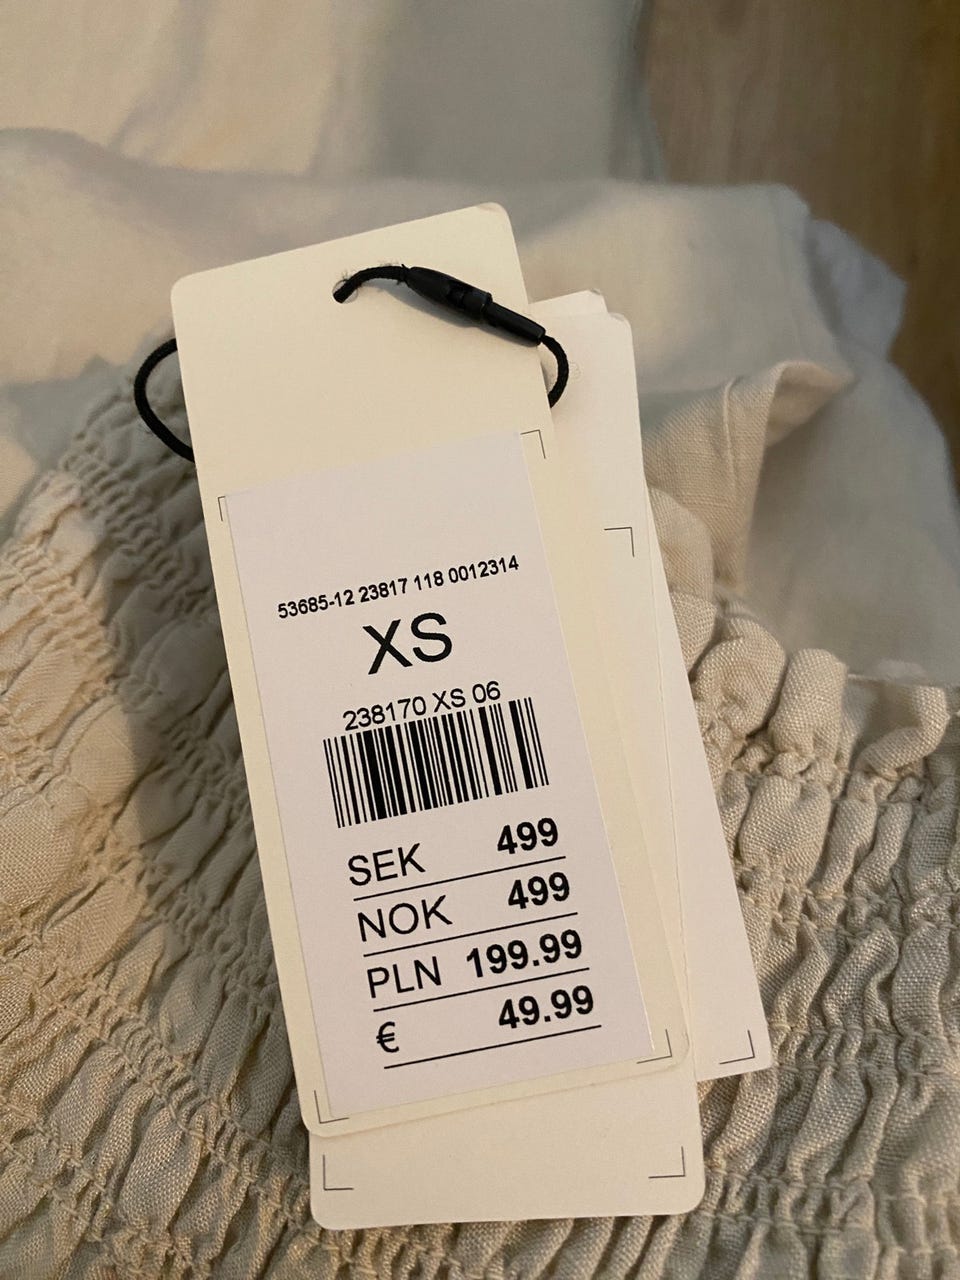 53685-12 23817 118 0012314
XS
238170 XS 06
SEK 499
NOK 499
PLN 199.99
€ 49.99